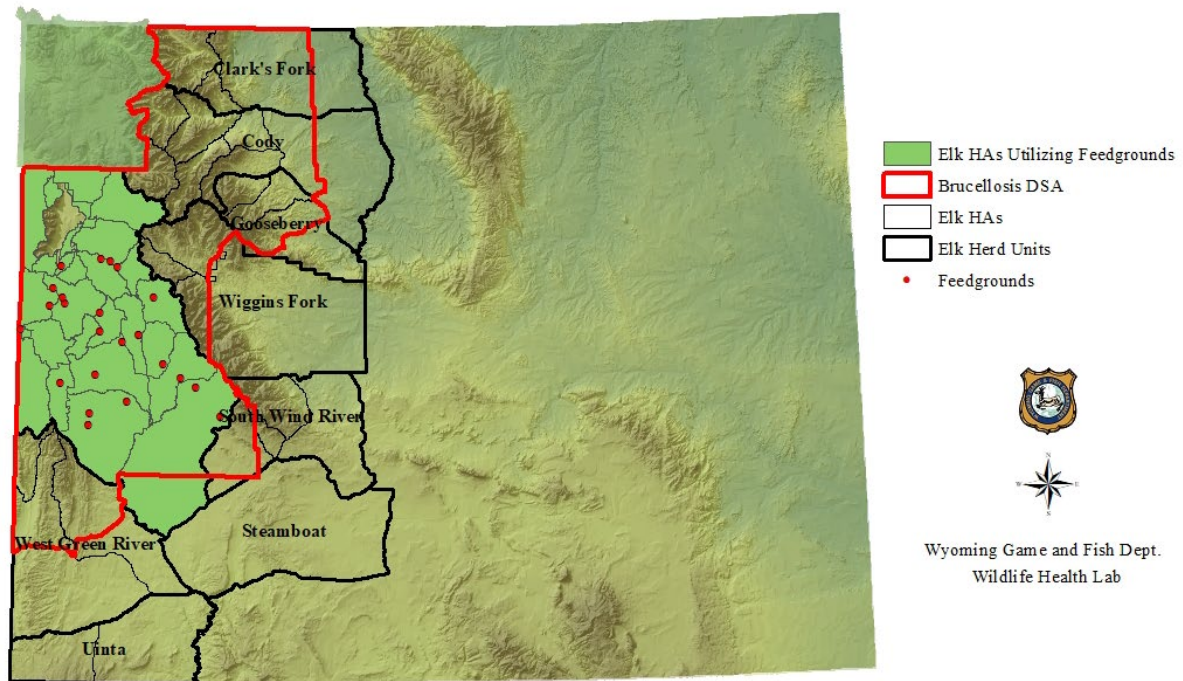 Clark's Fork
Cody
Gooseberry
Wiggins Fork
South Wind River
Steamboat
West Green River
Uinta
Elk HAs Utilizing Feedgrounds
Brucellosis DSA
Elk HAs
Elk Herd Units
Feedgrounds
N
W E
S
Wyoming Game and Fish Dept.
Wildlife Health Lab